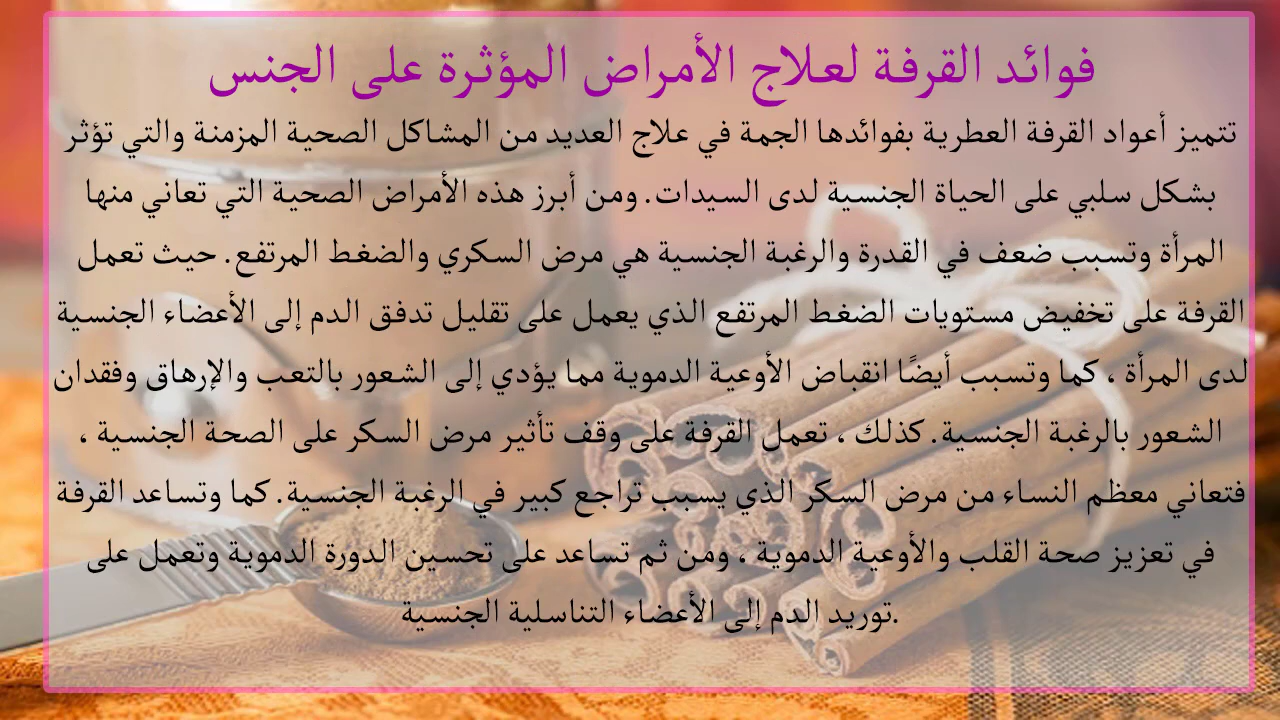 فوائد القرفة لعلاج الأمراض المؤثرة على الجنس
تتميز أعواد القرفة العطرية بفوائدها الجمة في علاج العديد من المشاكل الصحية المزمنة والتي تؤثر
بشكل سلبي على الحياة الجنسية لدى السيدات. ومن أبرز هذه الأمراض الصحية التي تعاني منها
المرأة وتسبب ضعف في القدرة والرغبة الجنسية هي مرض السكري والضغط المرتفع. حيث تعمل
القرفة على تخفيض مستويات الضغط المرتفع الذي يعمل على تقليل تدفق الدم إلى الأعضاء الجنسية
لدى المرأة ، كما وتسبب أيضًا انقباض الأوعية الدموية مما يؤدي إلى الشعور بالتعب والإرهاق وفقدان
الشعور بالرغبة الجنسية. كذلك ، تعمل القرفة على وقف تأثير مرض السكر على الصحة الجنسية ،
فتعاني معظم النساء من مرض السكر الذي يسبب تراجع كبير في الرغبة الجنسية. كما وتساعد القرفة
في تعزيز صحة القلب والأوعية الدموية ، ومن ثم تساعد على تحسين الدورة الدموية وتعمل على
توريد الدم إلى الأعضاء التناسلية الجنسية.